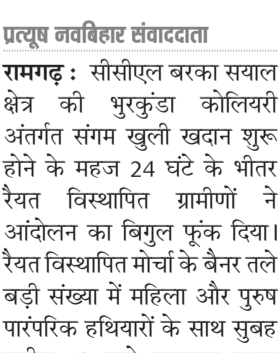 प्रत्यूष नवबिहार संवाददाता
रामगढ़ : सीसीएल बरका सयाल
क्षेत्र की भुरकुंडा कोलियरी
अंतर्गत संगम खुली खदान शुरू
होने के महज 24 घंटे के भीतर
रैयत विस्थापित ग्रामीणों ने
आंदोलन का बिगुल फूंक दिया।
रैयत विस्थापित मोर्चा के बैनर तले
बड़ी संख्या में महिला और पुरुष
पारंपरिक हथियारों के साथ सुबह